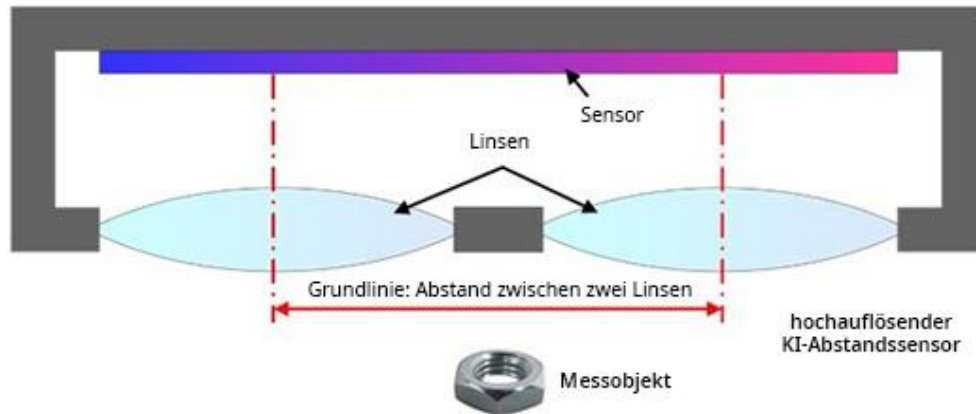 Sensor
Linsen
Grundlinie: Abstand zwischen zwei Linsen
hochauflösender
KI-Abstandssensor
Messobjekt